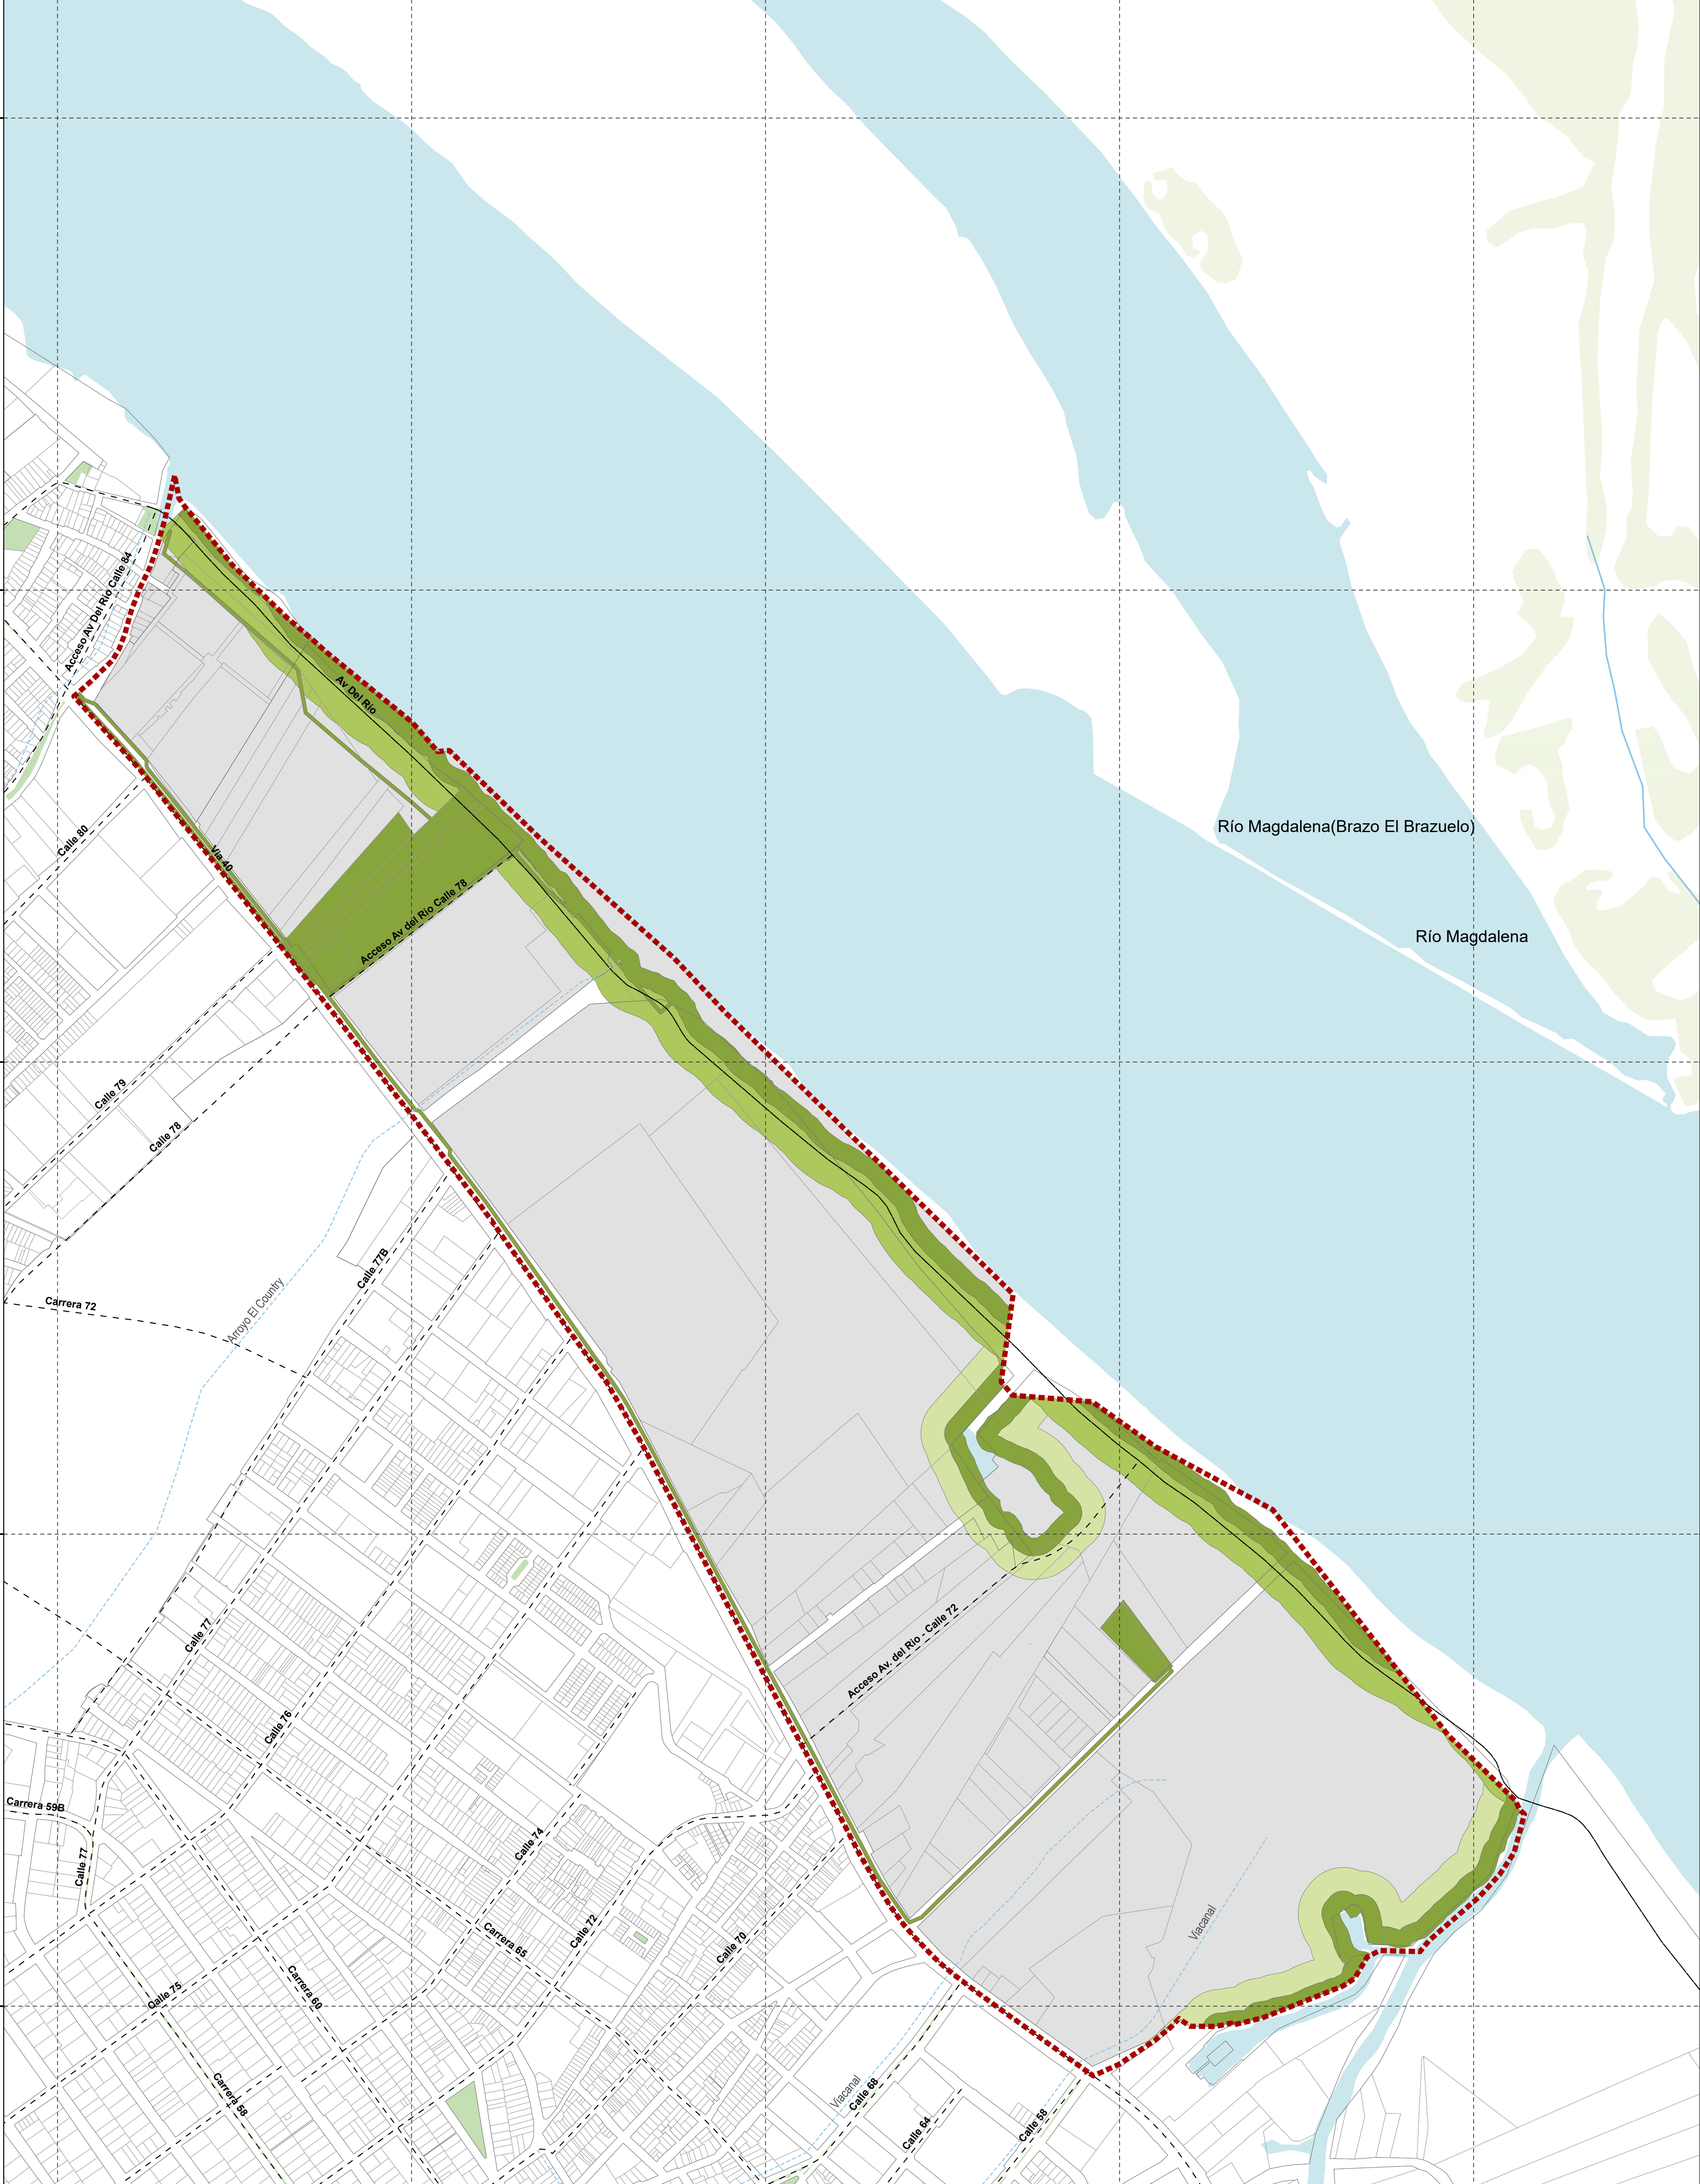 Acceso Av Del Rio Calle 84
Av Del Rio
Río Magdalena(Brazo El Brazuelo)
Calle 80
Via 40
Acceso Av del Rio Calle 78
Río Magdalena
Calle 79
Calle 78
Calle 77B
Carrera 72
Arroyo El Country
Calle 77
Acceso Av. del Rio - Calle 72
Calle 76
Carrera 59B
Calle 74
Calle 77
Calle 72
Carrera 65
Calle 70
Viacanal
Calle 75
Carrera 60
Carrera 58
Viacanal
Calle 68
Calle 64
Calle 58